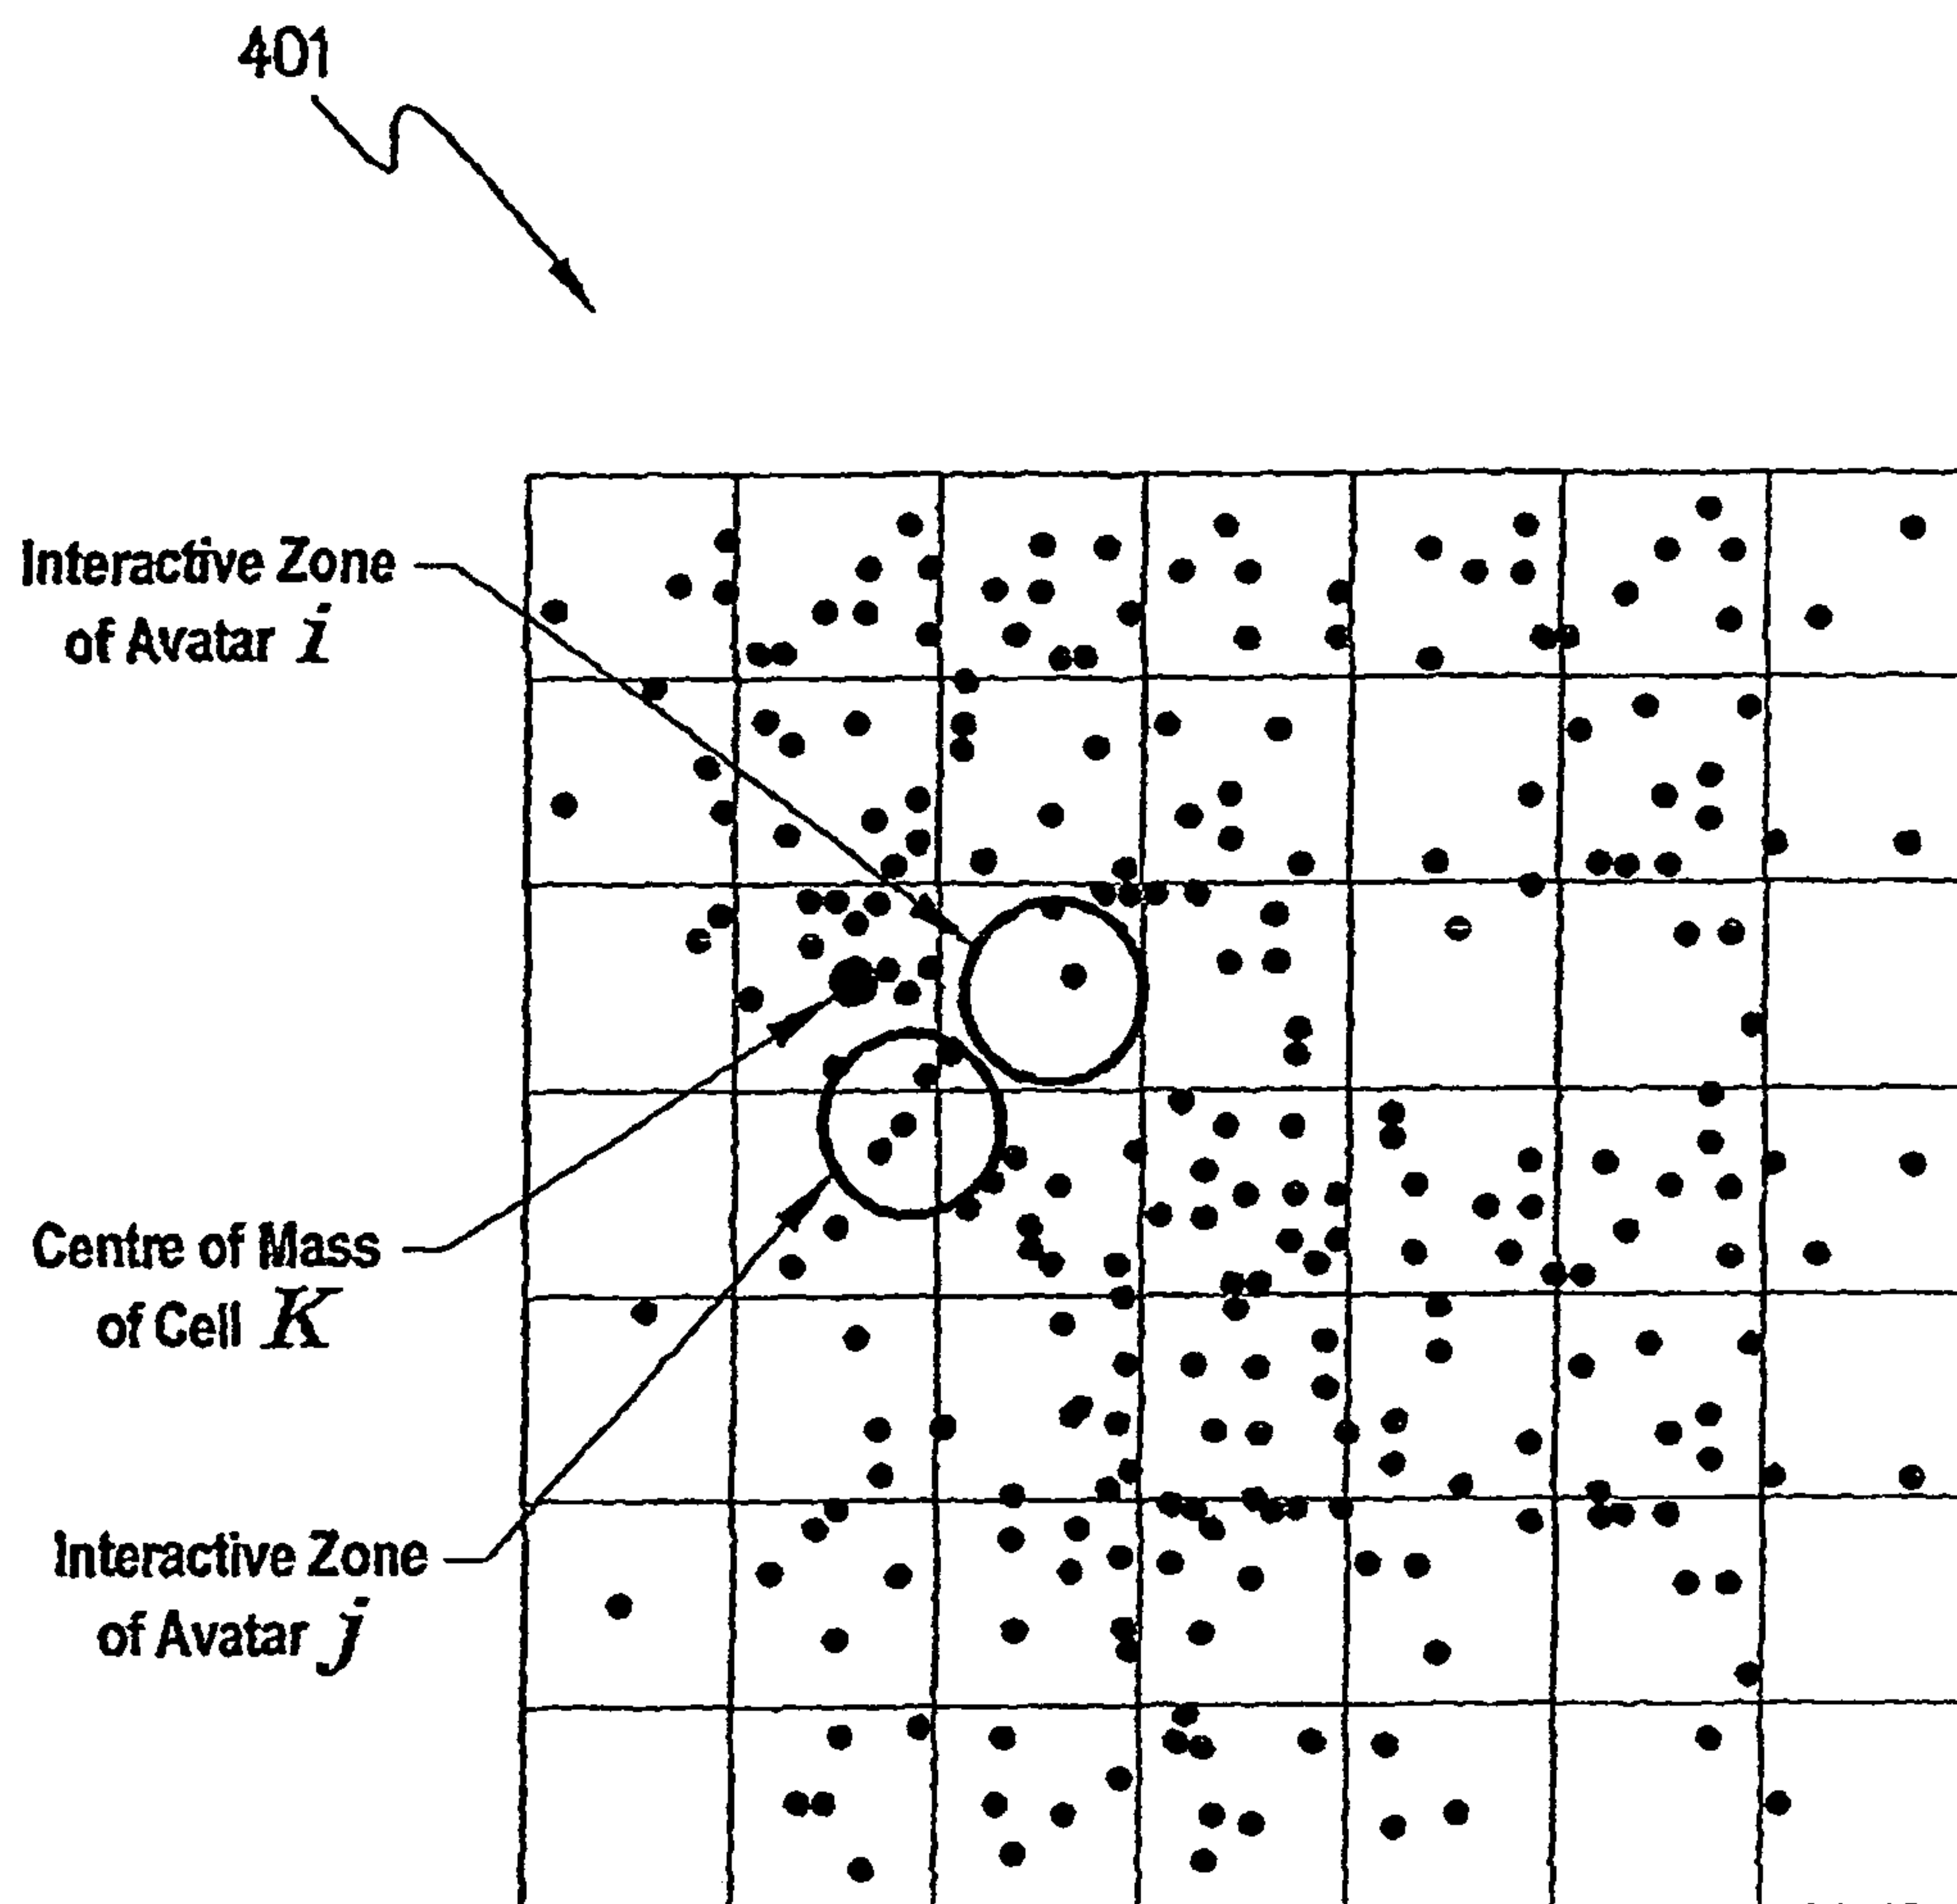 401
Interactive Zone
of Avatar i
Centre of Mass
of Cell K
Interactive Zone
of Avatar j